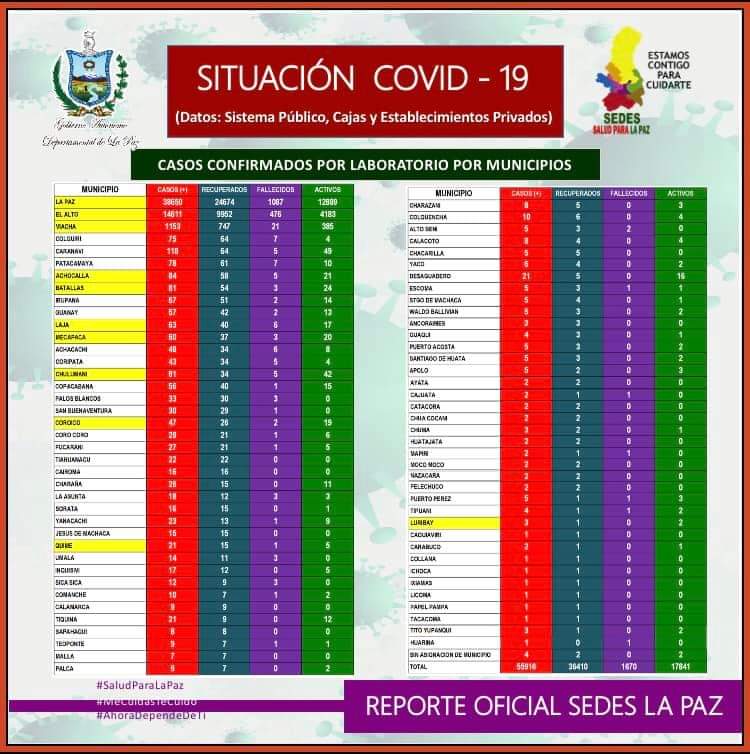 Gobierno Autónomo
Departamental de La Paz
SITUACIÓN COVID - 19
(Datos: Sistema Público, Cajas y Establecimientos Privados)
ESTAMOS
CONTIGO
PARA
CUIDARTE
SEDES
SALUD PARA LA PAZ
CASOS CONFIRMADOS POR LABORATORIO POR MUNICIPIOS
MUNICIPIO CASOS (+) RECUPERADOS FALLECIDOS ACTIVOS
LA PAZ 38650 24674 1087 12889
EL ALTO 14611 9952 476 4183
VIACHA 1153 747 21 385
COLQUIRI 75 64 7 4
CARANAVI 118 64 5 49
PATACAMAYA 78 61 7 10
ACHOCALLA 84 58 5 21
BATALLAS 81 54 3 24
IRUPANA 67 51 2 14
GUANAY 57 42 2 13
LAJA 63 40 6 17
MECAPACA 60 37 3 20
ACHACACHI 48 34 6 8
CORIPATA 43 34 5 4
CHULUMANI 81 34 5 42
COPACABANA 56 40 1 15
PALOS BLANCOS 33 30 3 0
SAN BUENAVENTURA 30 29 1 0
COROICO 47 26 2 19
CORO CORO 28 21 1 6
PUCARANI 27 21 1 5
TIAHUANACU 22 22 0 0
CAIROMA 16 16 0 0
CHARAÑA 26 15 0 11
LA ASUNTA 18 12 3 3
SORATA 16 15 0 1
YANACACHI 23 13 1 9
JESUS DE MACHACA 15 15 0 0
QUIME 21 15 1 5
UMALA 14 11 3 0
INQUISIVI 17 12 0 5
SICA SICA 12 9 3 0
COMANCHE 10 7 1 2
CALAMARCA 9 9 0 0
TIQUINA 21 9 0 12
SAPAHAQUI 8 8 0 0
TEOPONTE 9 7 1 1
MALLA 7 7 0 0
PALCA 9 7 0 2
MUNICIPIO CASOS (+) RECUPERADOS FALLECIDOS ACTIVOS
CHARAZANI 8 5 0 3
COLQUENCHA 10 6 0 4
ALTO BENI 5 3 2 0
CALACOTO 8 4 0 4
CHACARILLA 5 5 0 0
YACO 6 4 0 2
DESAGUADERO 21 5 0 16
ESCOMA 5 3 1 1
STGO DE MACHACA 5 4 0 1
WALDO BALLIVIAN 5 3 0 2
ANCORAIMES 3 3 0 0
GUAQUI 4 3 0 1
PUERTO ACOSTA 5 3 0 2
SANTIAGO DE HUATA 5 3 0 2
APOLO 5 2 0 3
AYATA 2 2 0 0
CAJUATA 2 1 1 0
CATACORA 2 2 0 0
CHUA COCANI 2 2 0 0
CHUMA 3 2 0 1
HUATAJATA 2 2 0 0
MAPIRI 2 1 1 0
MOCO MOCO 2 2 0 0
NAZACARA 2 2 0 0
PELECHUCO 2 2 0 0
PUERTO PEREZ 5 1 1 3
TIPUANI 4 1 1 2
LURIBAY 3 1 0 2
CAQUIAVIRI 1 1 0 0
CARABUCO 2 1 0 1
COLLANA 1 1 0 0
ICHOCA 1 1 0 0
IXIAMAS 1 1 0 0
LICOMA 1 1 0 0
PAPEL PAMPA 1 1 0 0
TACACOMA 1 1 0 0
TITO YUPANQUI 3 1 0 2
HUARINA 1 0 1 0
SIN ASIGNACION DE MUNICIPIO 4 2 0 2
TOTAL 55916 36410 1670 17841
#SaludParaLaPaz
#MeCuidasTeCuido
#AhoraDependeDeTi
REPORTE OFICIAL SEDES LA PAZ